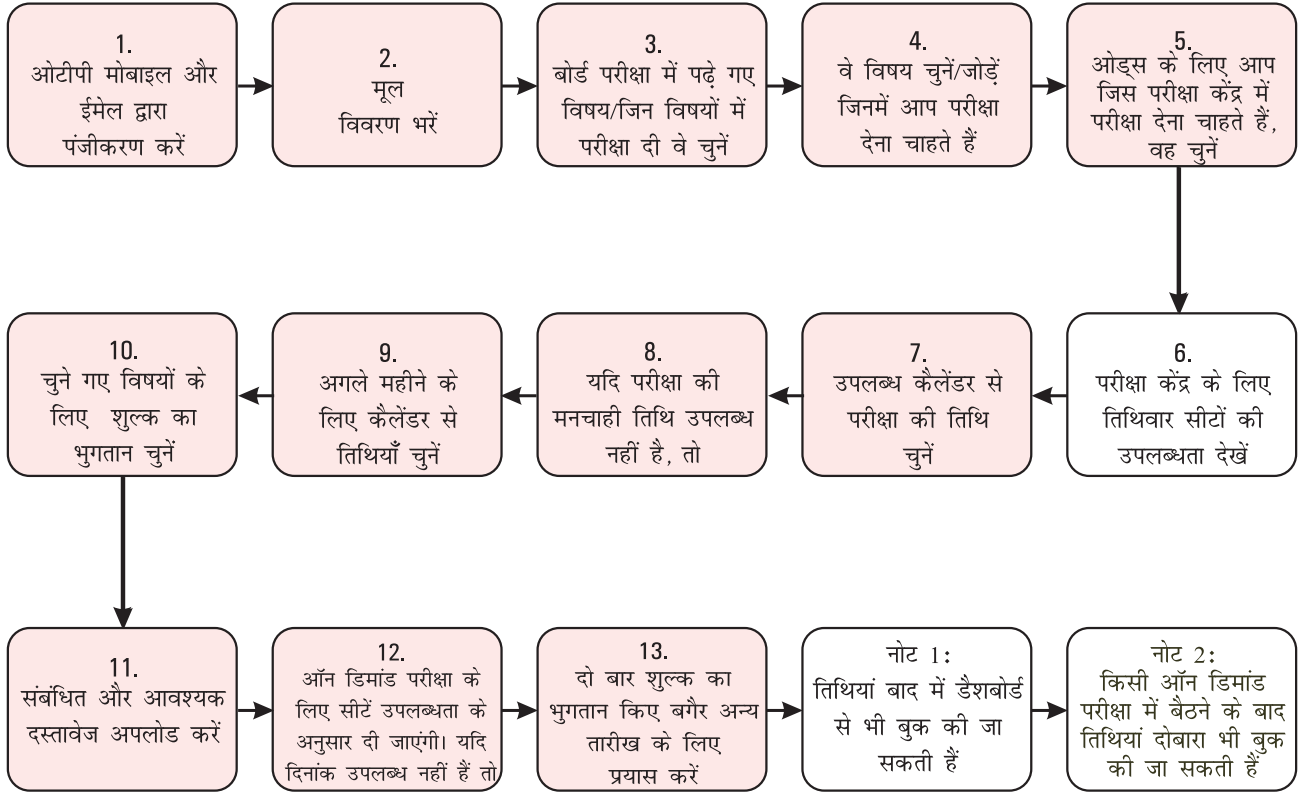 1.
ओटीपी मोबाइल और
ईमेल द्वारा
पंजीकरण करें
2.
मूल
विवरण भरें
3.
बोर्ड परीक्षा में पढ़े गए
विषय/जिन विषयों में
परीक्षा दी वे चुनें
4.
वे विषय चुनें/जोड़ें
जिनमें आप परीक्षा
देना चाहते हैं
5.
ओड्स के लिए आप
जिस परीक्षा केंद्र में
परीक्षा देना चाहते हैं,
वह चुनें
6.
परीक्षा केंद्र के लिए
तिथिवार सीटों की
उपलब्धता देखें
7.
उपलब्ध कैलेंडर से
परीक्षा की तिथि
चुनें
8.
यदि परीक्षा की
मनचाही तिथि उपलब्ध
नहीं है, तो
9.
अगले महीने के
लिए कैलेंडर से
तिथियाँ चुनें
10.
चुने गए विषयों के
लिए शुल्क का
भुगतान चुनें
11.
संबंधित और आवश्यक
दस्तावेज अपलोड करें
12.
ऑन डिमांड परीक्षा के
लिए सीटें उपलब्धता के
अनुसार दी जाएंगी। यदि
दिनांक उपलब्ध नहीं हैं तो
13.
दो बार शुल्क का
भुगतान किए बगैर अन्य
तारीख के लिए
प्रयास करें
नोट 1:
तिथियां बाद में डैशबोर्ड
से भी बुक की जा
सकती हैं
नोट 2:
किसी ऑन डिमांड
परीक्षा में बैठने के बाद
तिथियां दोबारा भी बुक
की जा सकती हैं